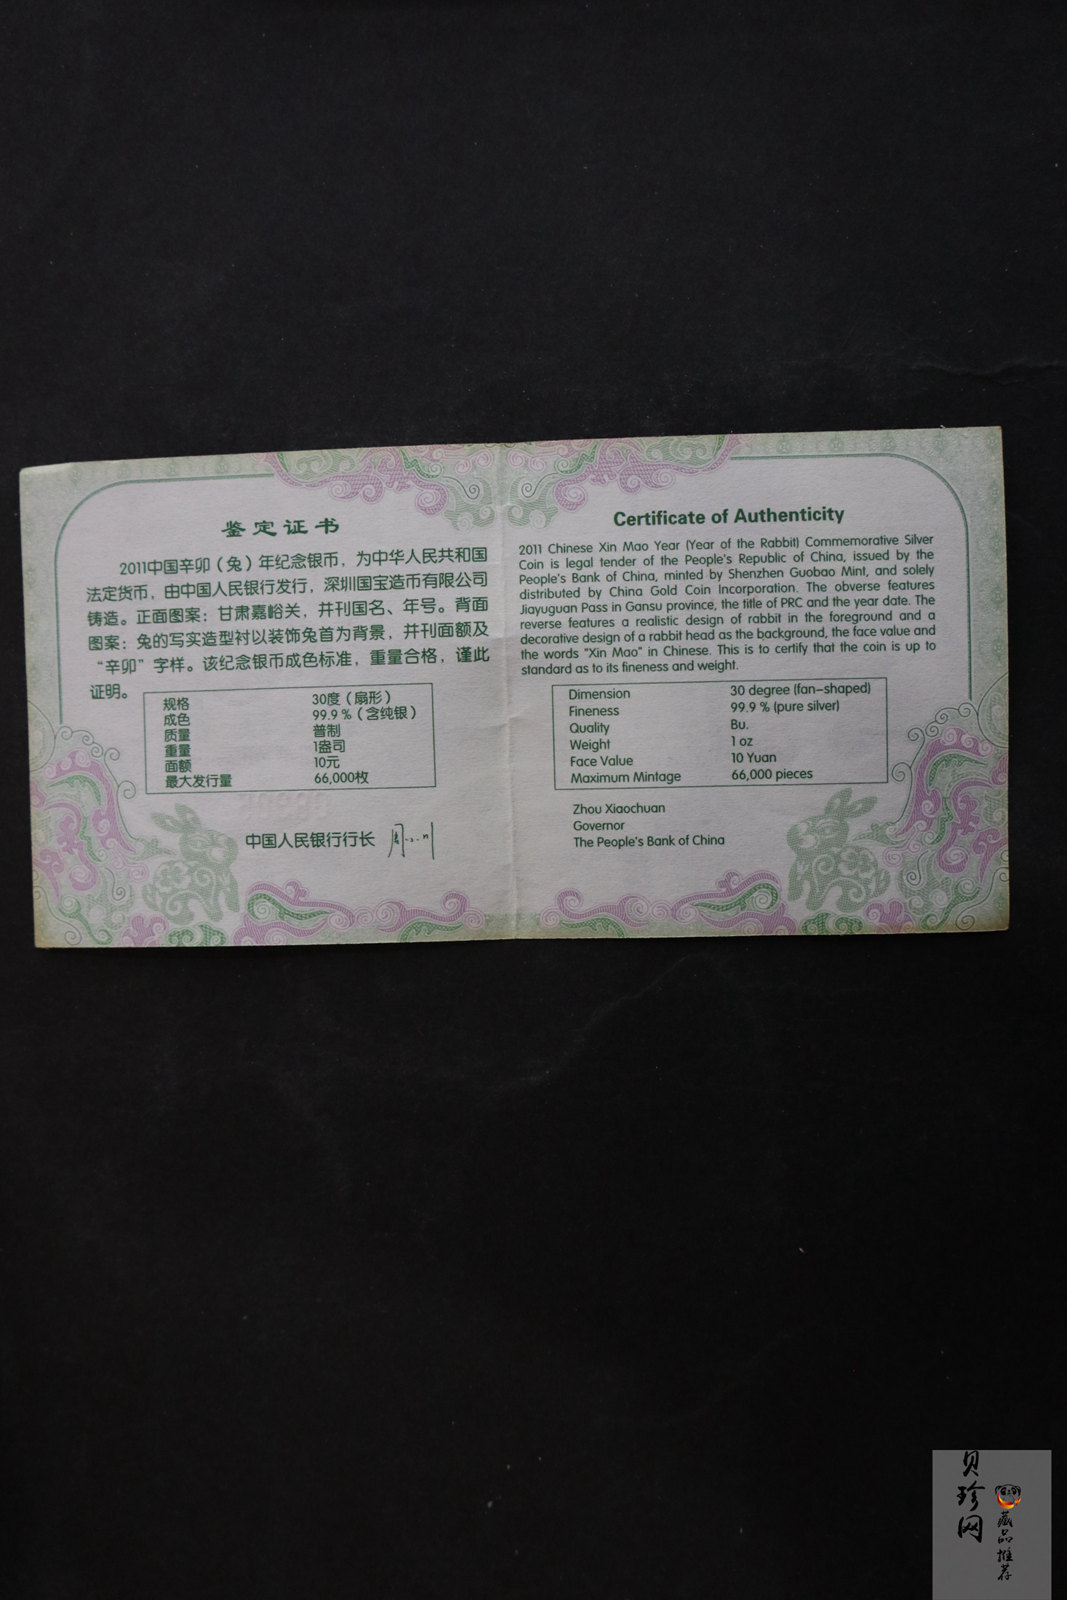 鉴定证书
2011中国辛卯（兔）年纪念银币，为中华人民共和国
法定货币，由中国人民银行发行，深圳国宝造币有限公司
铸造。正面图案：甘肃嘉峪关，并刊国名、年号。背面
图案：兔的写实造型衬以装饰兔首为背景，并刊面额及
“辛卯”字样。该纪念银币成色标准，重量合格，谨此
证明。
规格 30度（扇形）
成色 99.9％（含纯银）
质量 普制
重量 1盎司
面额 10元
最大发行量 66,000枚
中国人民银行行长 周小川
Certificate of Authenticity
2011 Chinese Xin Mao Year (Year of the Rabbit) Commemorative Silver
Coin is legal tender of the People's Republic of China, issued by the
People's Bank of China, minted by Shenzhen Guobao Mint, and solely
distributed by China Gold Coin Incorporation. The obverse features
Jiayuguan Pass in Gansu province, the title of PRC and the year date. The
reverse features a realistic design of rabbit in the foreground and a
decorative design of a rabbit head as the background, the face value and
the words "Xin Mao" in Chinese. This is to certify that the coin is up to
standard as to its fineness and weight.
Dimension 30 degree (fan-shaped)
Fineness 99.9 % (pure silver)
Quality Bu.
Weight 1 oz
Face Value 10 Yuan
Maximum Mintage 66,000 pieces
Zhou Xiaochuan
Governor
The People's Bank of China
贝珍网
藏品推荐